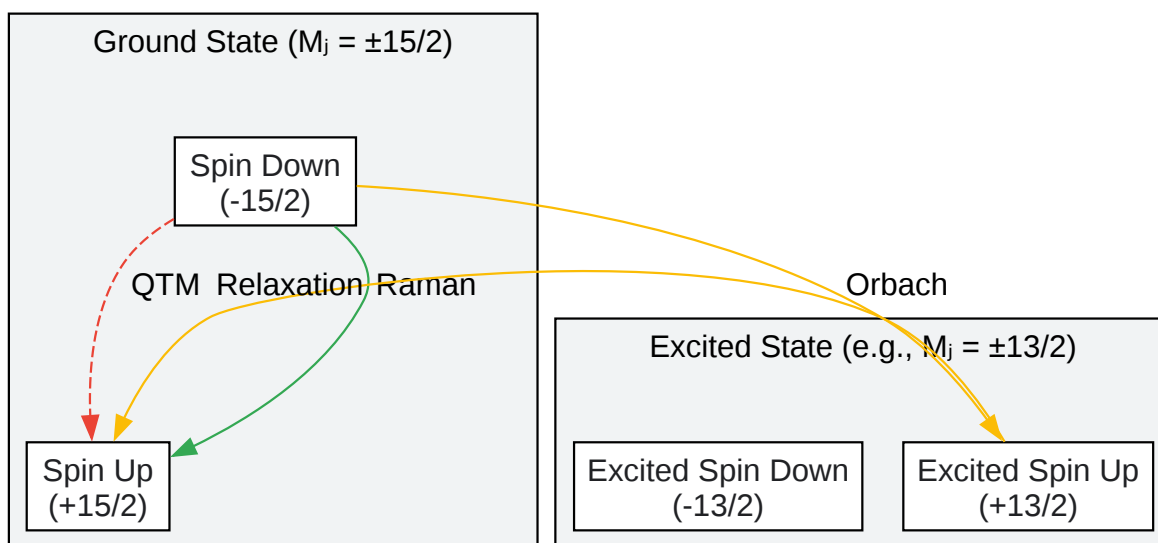 Ground State (Mⱼ = ±15/2)
Spin Down
(-15/2)
QTM Relaxation Raman
Orbach
Excited State (e.g., Mⱼ = ±13/2)
Spin Up
(+15/2)
Excited Spin Down
(-13/2)
Excited Spin Up
(+13/2)